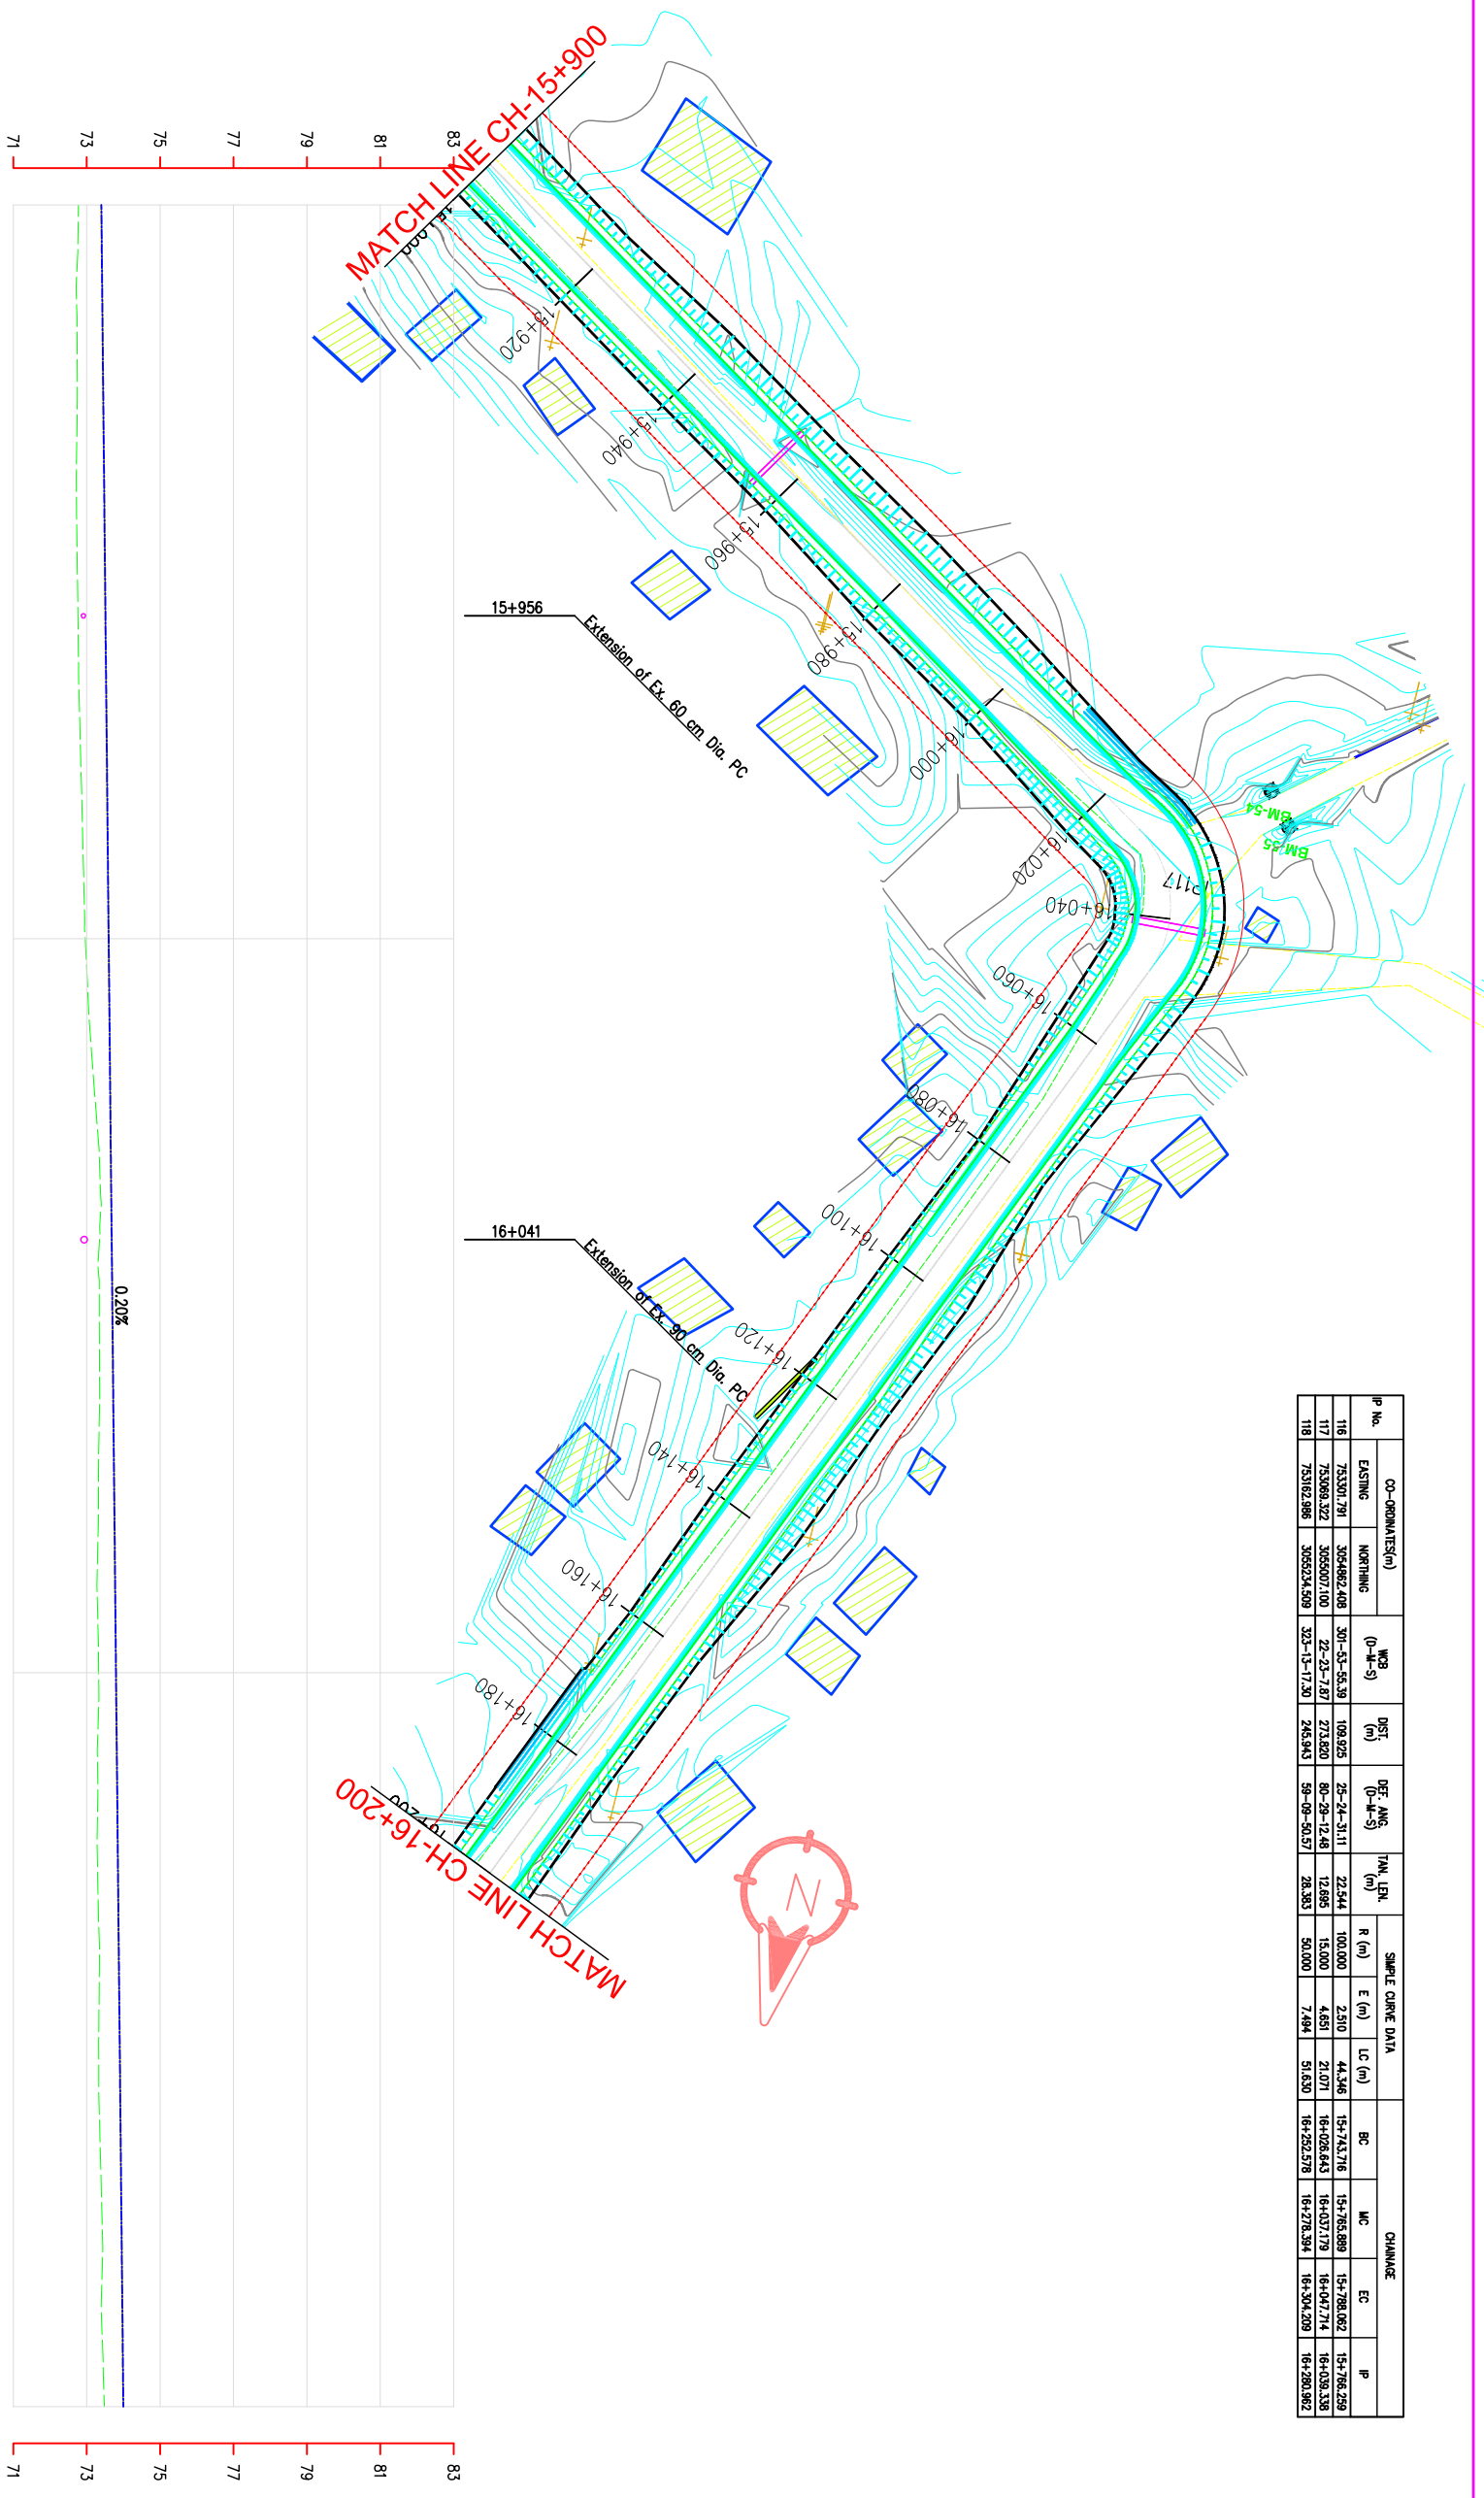 MATCH LINE CH-15+900
15+920
15+940
15+960
15+980
16+000
16+020
16+040
16+060
16+080
16+100
16+120
16+140
16+160
16+180
16+200
MATCH LINE CH-16+200
IP117
BM-54
BM-55
N
IP No. CO-ORDINATES(m) WCB (D-M-S) DIST. (m) DEF. ANG. (D-M-S) TAN. LEN. (m) SIMPLE CURVE DATA CHAINAGE
EASTING NORTHING R (m) E (m) LC (m) BC MC EC IP
116 753301.791 3054862.408 301-53-55.39 109.925 25-24-31.11 22.544 100.000 2.510 44.346 15+743.716 15+765.889 15+788.062 15+766.259
117 753069.322 3055007.100 22-23-7.87 273.820 80-29-12.48 12.695 15.000 4.651 21.071 16+026.643 16+037.179 16+047.714 16+039.338
118 753162.986 3055234.509 323-13-17.30 245.943 59-09-50.57 28.383 50.000 7.494 51.630 16+252.578 16+278.394 16+304.209 16+280.962
15+956
Extension of Ex. 60 cm Dia. PC
16+041
Extension of Ex. 90 cm Dia. PC
83
81
79
77
75
73
71
0.20%
83
81
79
77
75
73
71